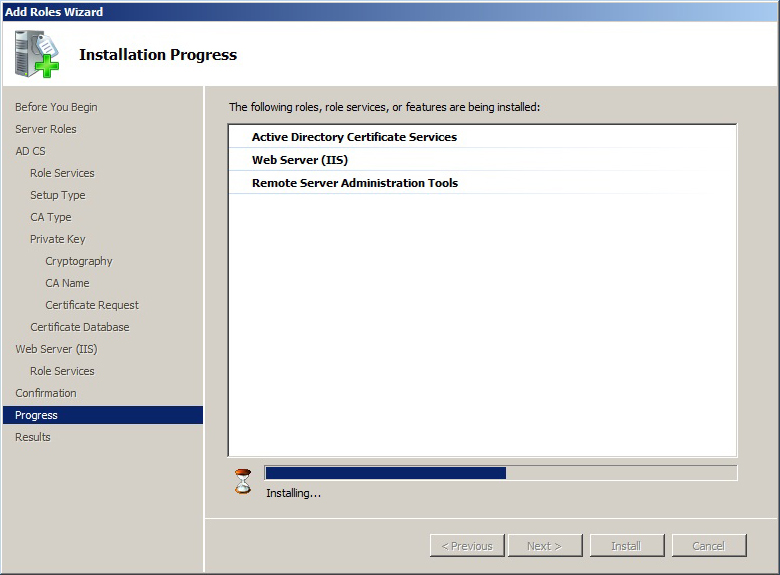 Add Roles Wizard
Installation Progress
Before You Begin
Server Roles
AD CS
Role Services
Setup Type
CA Type
Private Key
Cryptography
CA Name
Certificate Request
Certificate Database
Web Server (IIS)
Role Services
Confirmation
Progress
Results
The following roles, role services, or features are being installed:
Active Directory Certificate Services
Web Server (IIS)
Remote Server Administration Tools
Installing...
< Previous
Next >
Install
Cancel